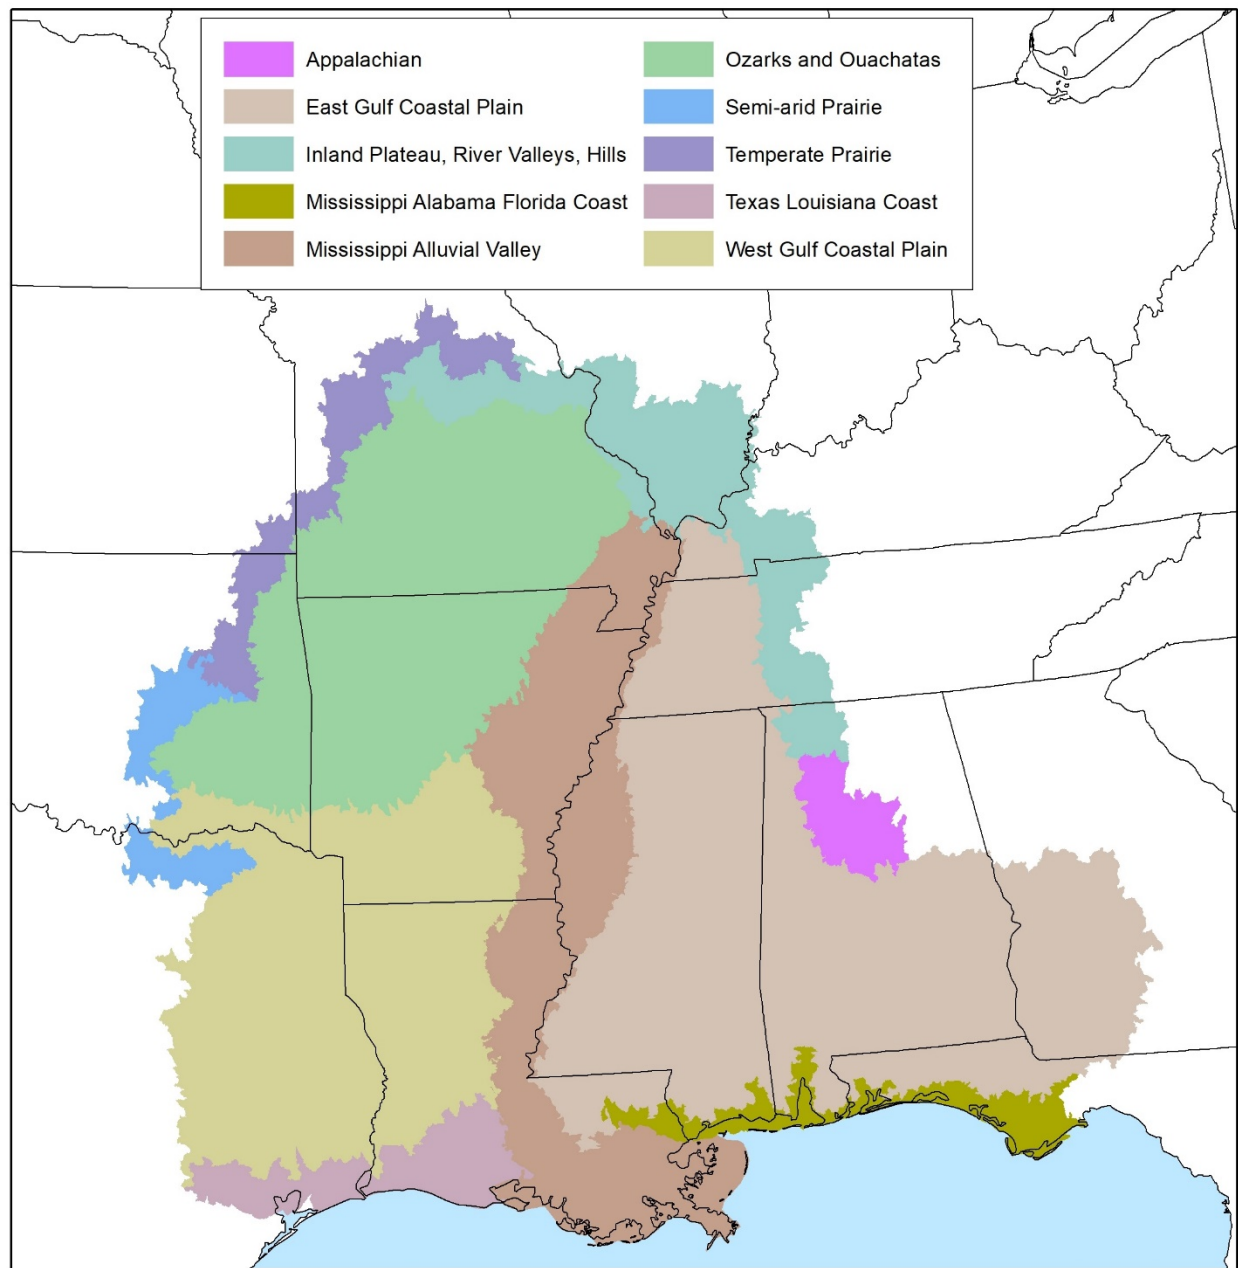 Appalachian
East Gulf Coastal Plain
Inland Plateau, River Valleys, Hills
Mississippi Alabama Florida Coast
Mississippi Alluvial Valley
Ozarks and Ouachatas
Semi-arid Prairie
Temperate Prairie
Texas Louisiana Coast
West Gulf Coastal Plain